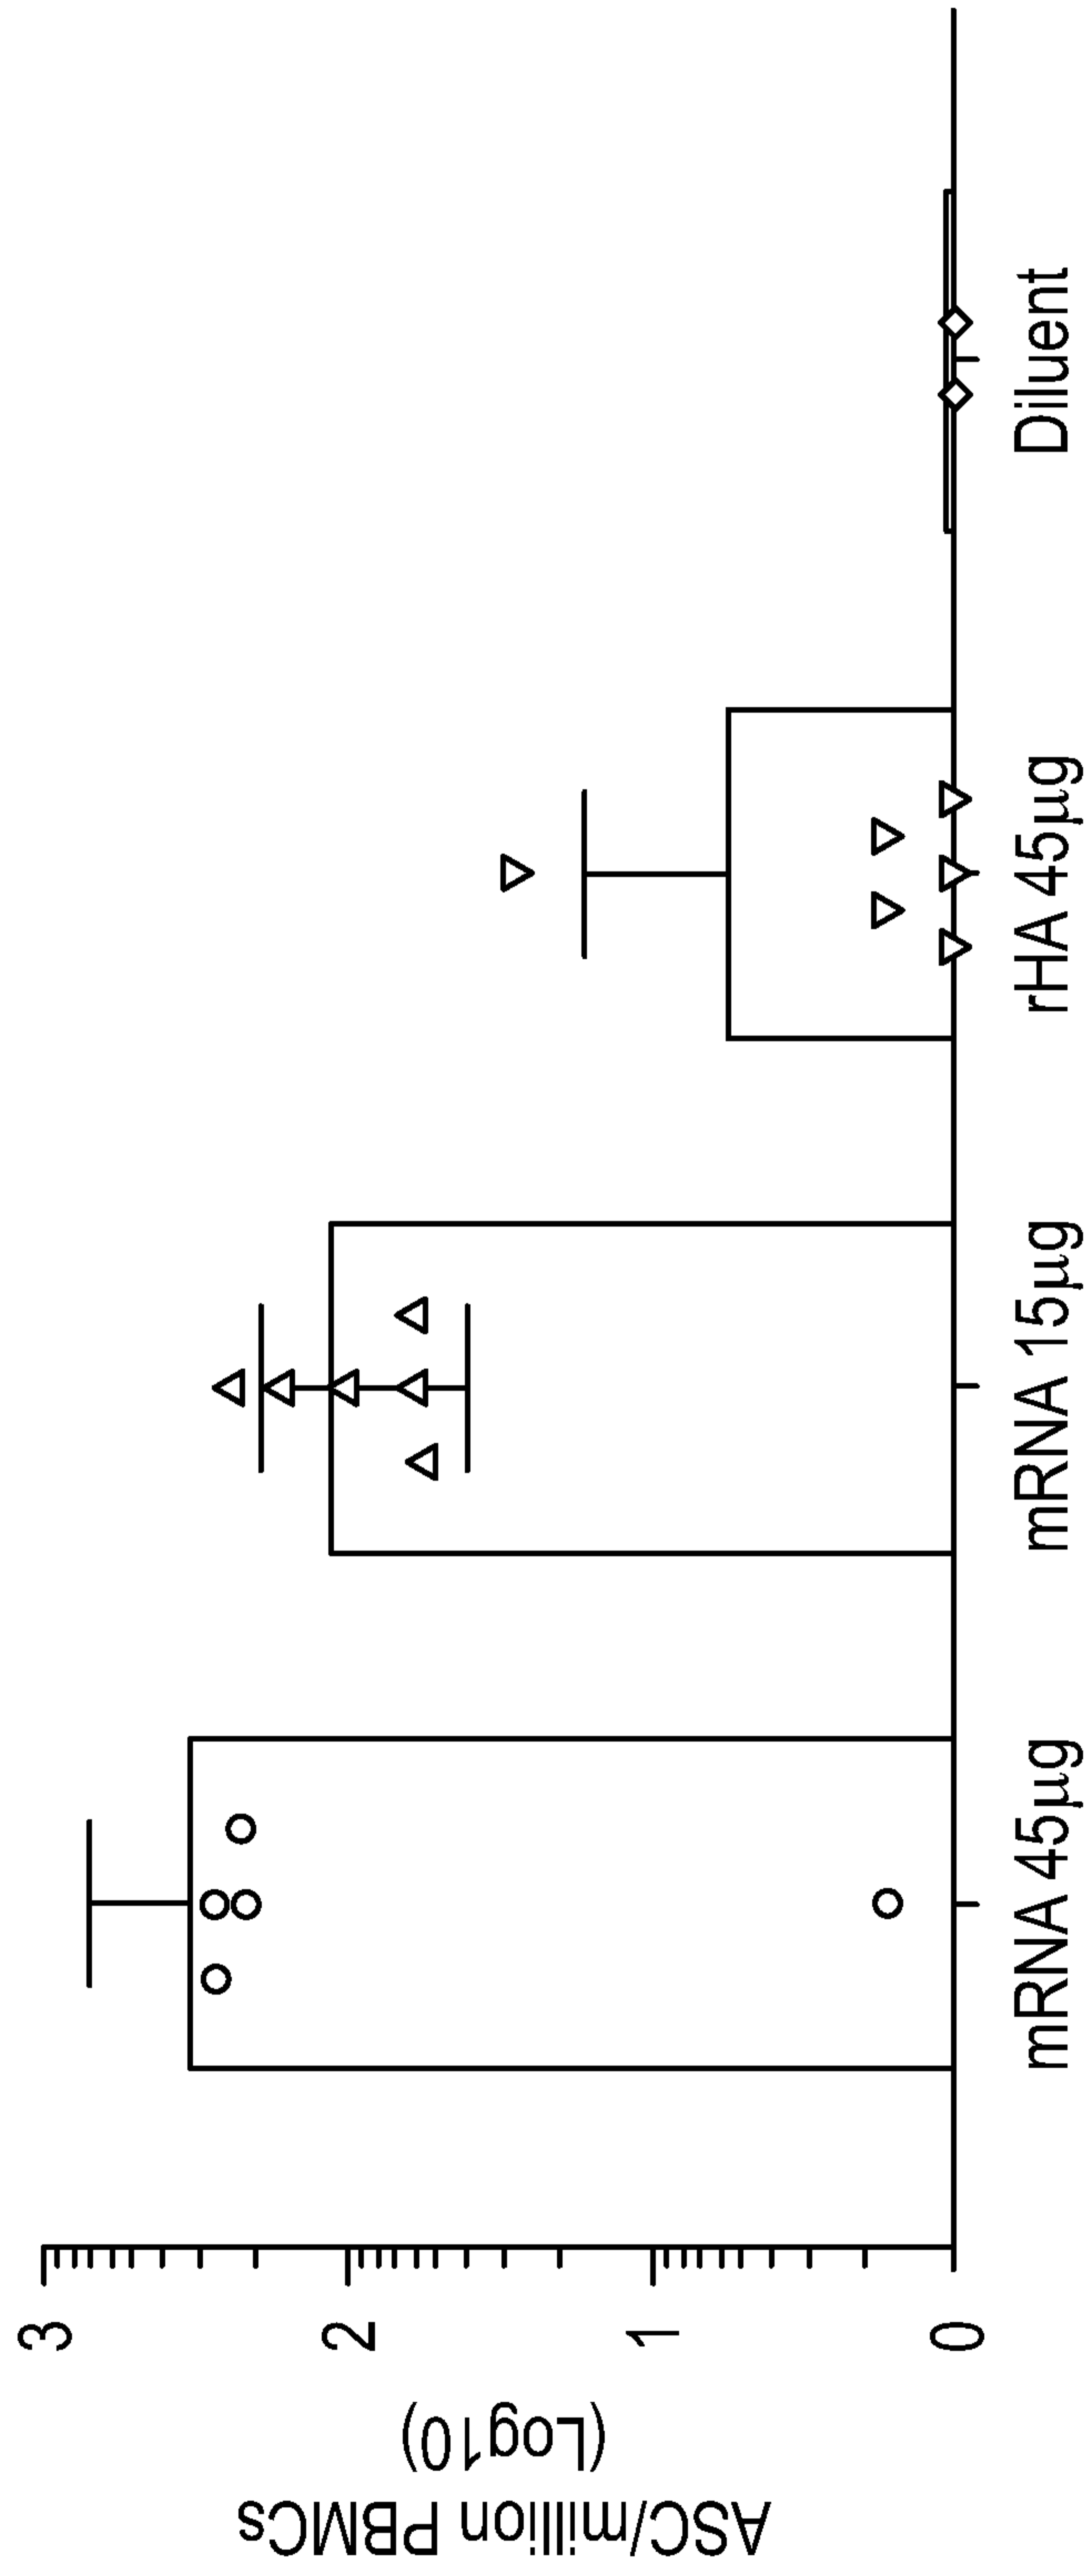 ASC/million PBMCs
(Log10)
3
2
1
0
mRNA 45µg
mRNA 15µg
rHA 45µg
Diluent